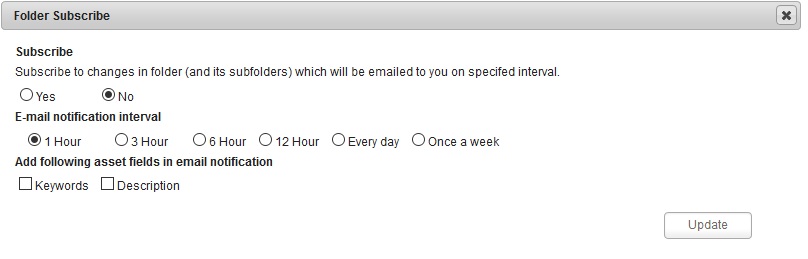 Folder Subscribe
Subscribe
Subscribe to changes in folder (and its subfolders) which will be emailed to you on specifed interval.
Yes No
E-mail notification interval
1 Hour 3 Hour 6 Hour 12 Hour Every day Once a week
Add following asset fields in email notification
Keywords Description
Update